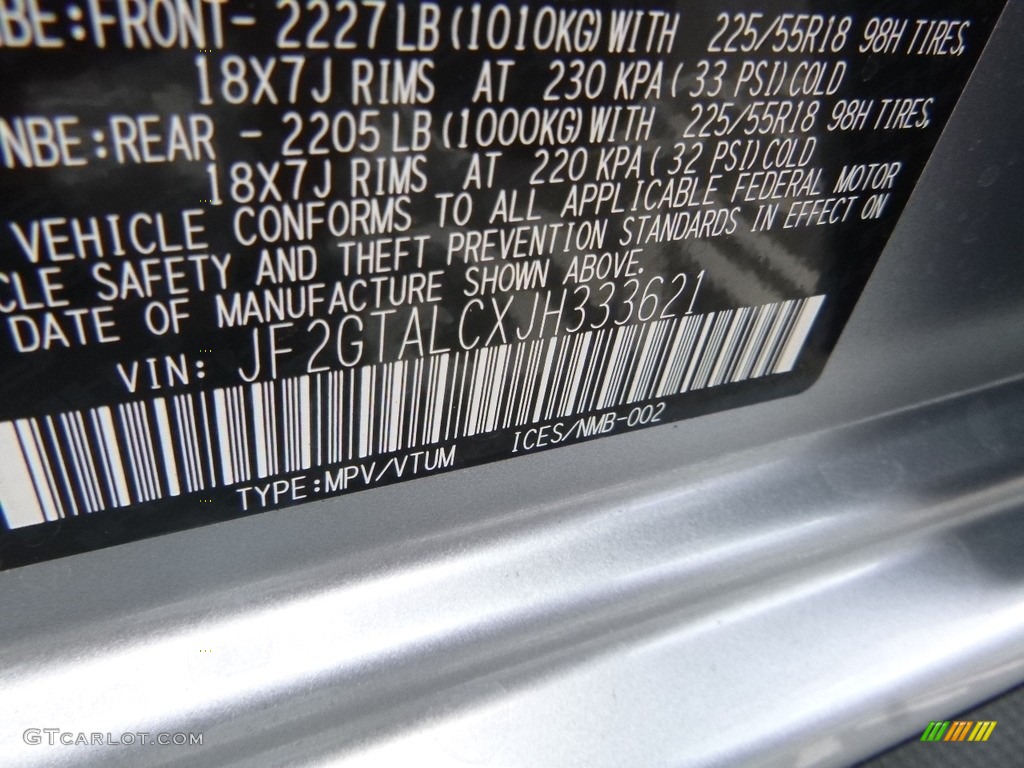 BE:FRONT- 2227 LB (1010KG) WITH 225/55R18 98H TIRES,
18X7J RIMS AT 230 KPA( 33 PSI) COLD
NBE:REAR - 2205 LB (1000KG) WITH 225/55R18 98H TIRES,
18X7J RIMS AT 220 KPA( 32 PSI) COLD
VEHICLE CONFORMS TO ALL APPLICABLE FEDERAL MOTOR
CLE SAFETY AND THEFT PREVENTION STANDARDS IN EFFECT ON
DATE OF MANUFACTURE SHOWN ABOVE.
VIN: JF2GTALCXJH333621
TYPE:MPV/VTUM ICES/NMB-002
GTCARLOT.COM